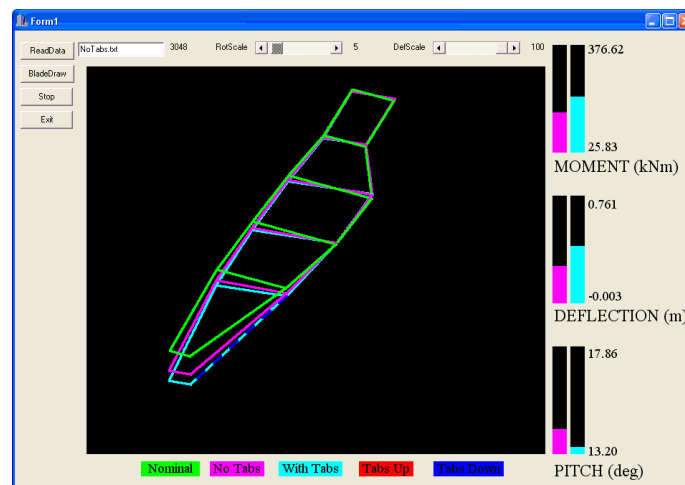 Form1
ReadData NoTabs.txt 3048 RotScale 5 DefScale 100
BladeDraw
Stop
Exit
376.62
25.83
MOMENT (kNm)
0.761
-0.003
DEFLECTION (m)
17.86
13.20
PITCH (deg)
Nominal No Tabs With Tabs Tabs Up Tabs Down